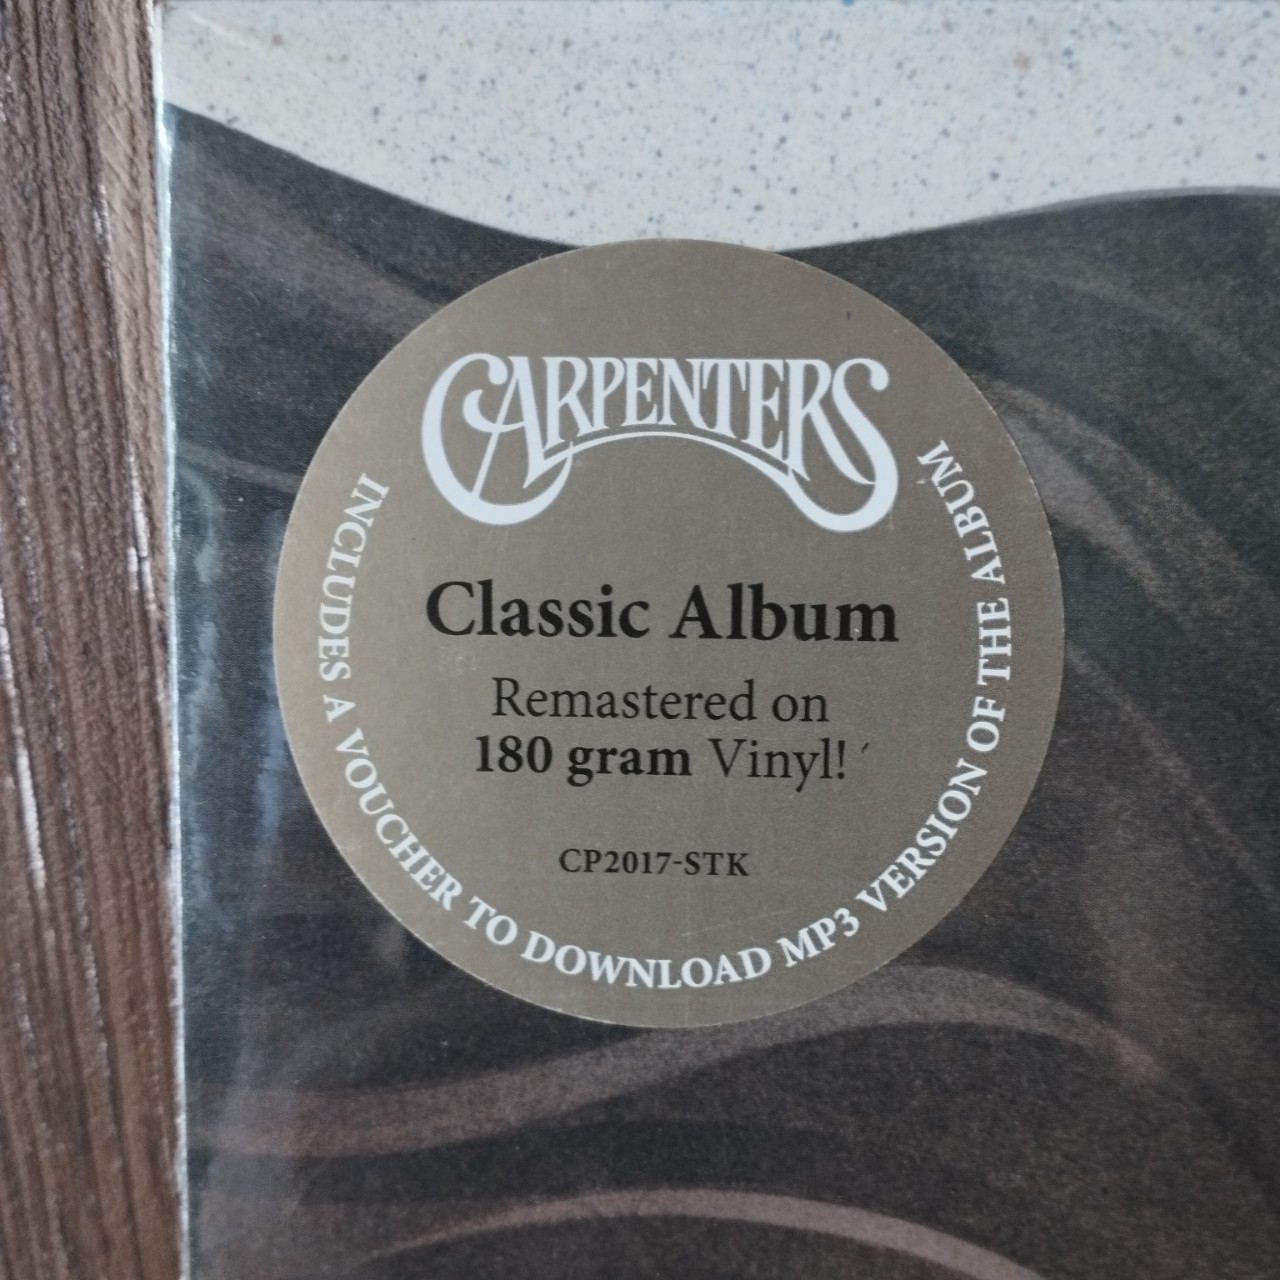 CARPENTERS
Classic Album
Remastered on
180 gram Vinyl!
CP2017-STK
INCLUDES A VOUCHER TO DOWNLOAD MP3 VERSION OF THE ALBUM